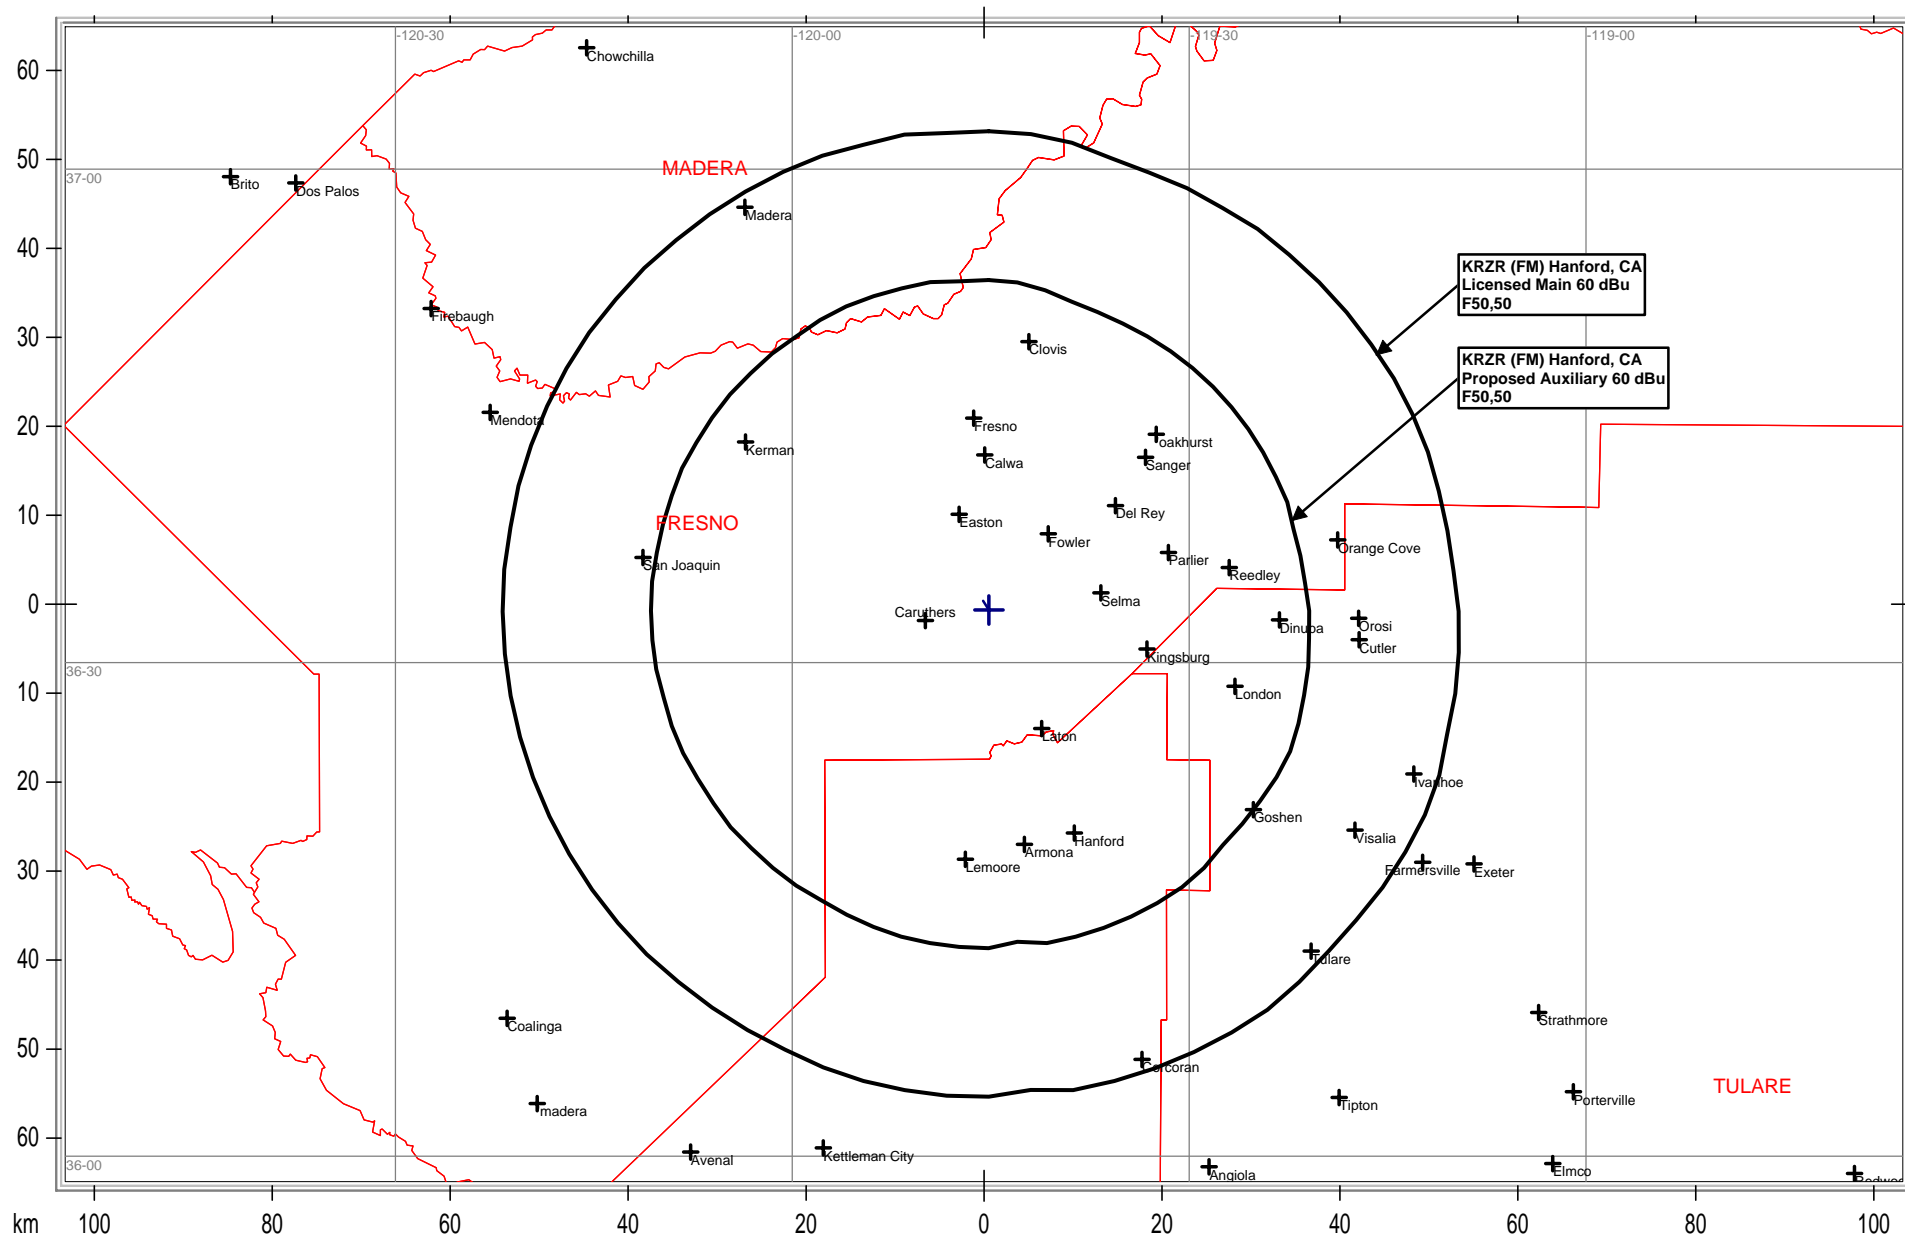 -120-30
-120-00
-119-30
-119-00
60
Chowchilla
50
MADERA
37-00
Brito
Dos Palos
Madera
40
KRZR (FM) Hanford, CA
Licensed Main 60 dBu
F50,50
Firebaugh
30
Clovis
KRZR (FM) Hanford, CA
Proposed Auxiliary 60 dBu
F50,50
20
Mendota
Fresno
Kerman
oakhurst
Calwa
Sanger
10
Del Rey
Easton
FRESNO
Fowler
Orange Cove
Parlier
San Joaquin
Reedley
0
Selma
Caruthers
Dinuba
Orosi
Cutler
Kingsburg
36-30
10
London
Laton
20
Ivanhoe
Goshen
Visalia
Hanford
Armona
30
Lemoore
Farmersville
Exeter
40
Tulare
Coalinga
Strathmore
50
Corcoran
TULARE
madera
Tipton
Porterville
60
Avenal
Kettleman City
36-00
Angiola
Elmco
km
100
80
60
40
20
0
20
40
60
80
100